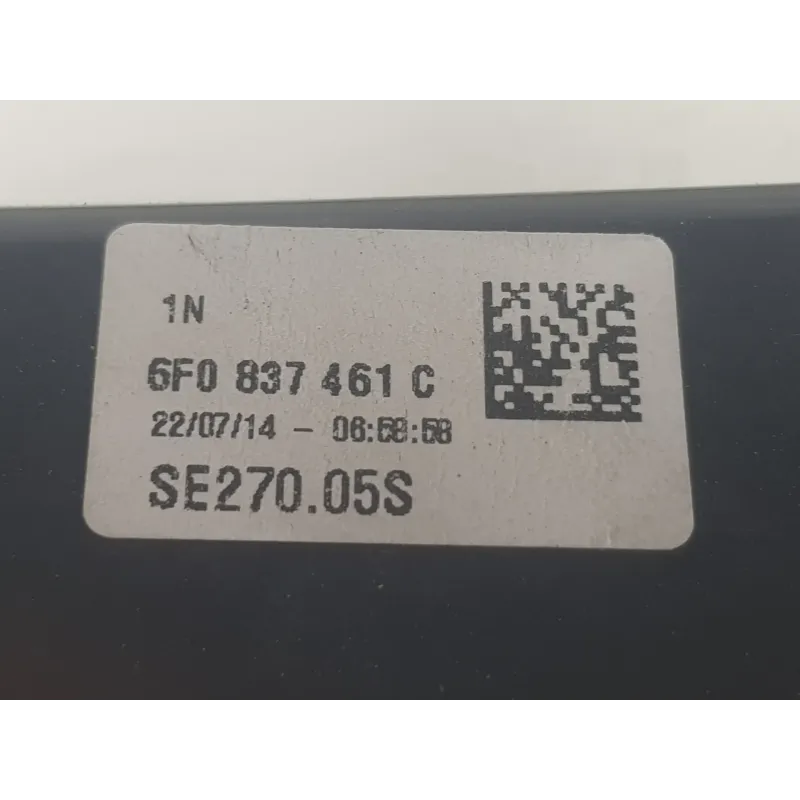 1N
6F0 837 461 C
22/07/14 - 06:58:58
SE270.05S